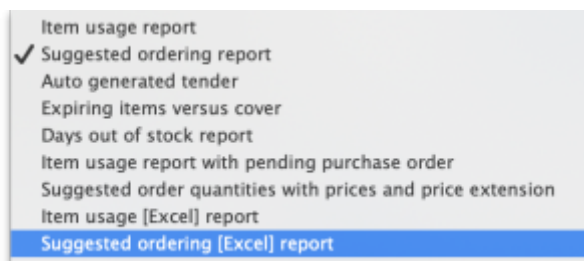 Item usage report
Suggested ordering report
Auto generated tender
Expiring items versus cover
Days out of stock report
Item usage report with pending purchase order
Suggested order quantities with prices and price extension
Item usage [Excel] report
Suggested ordering [Excel] report